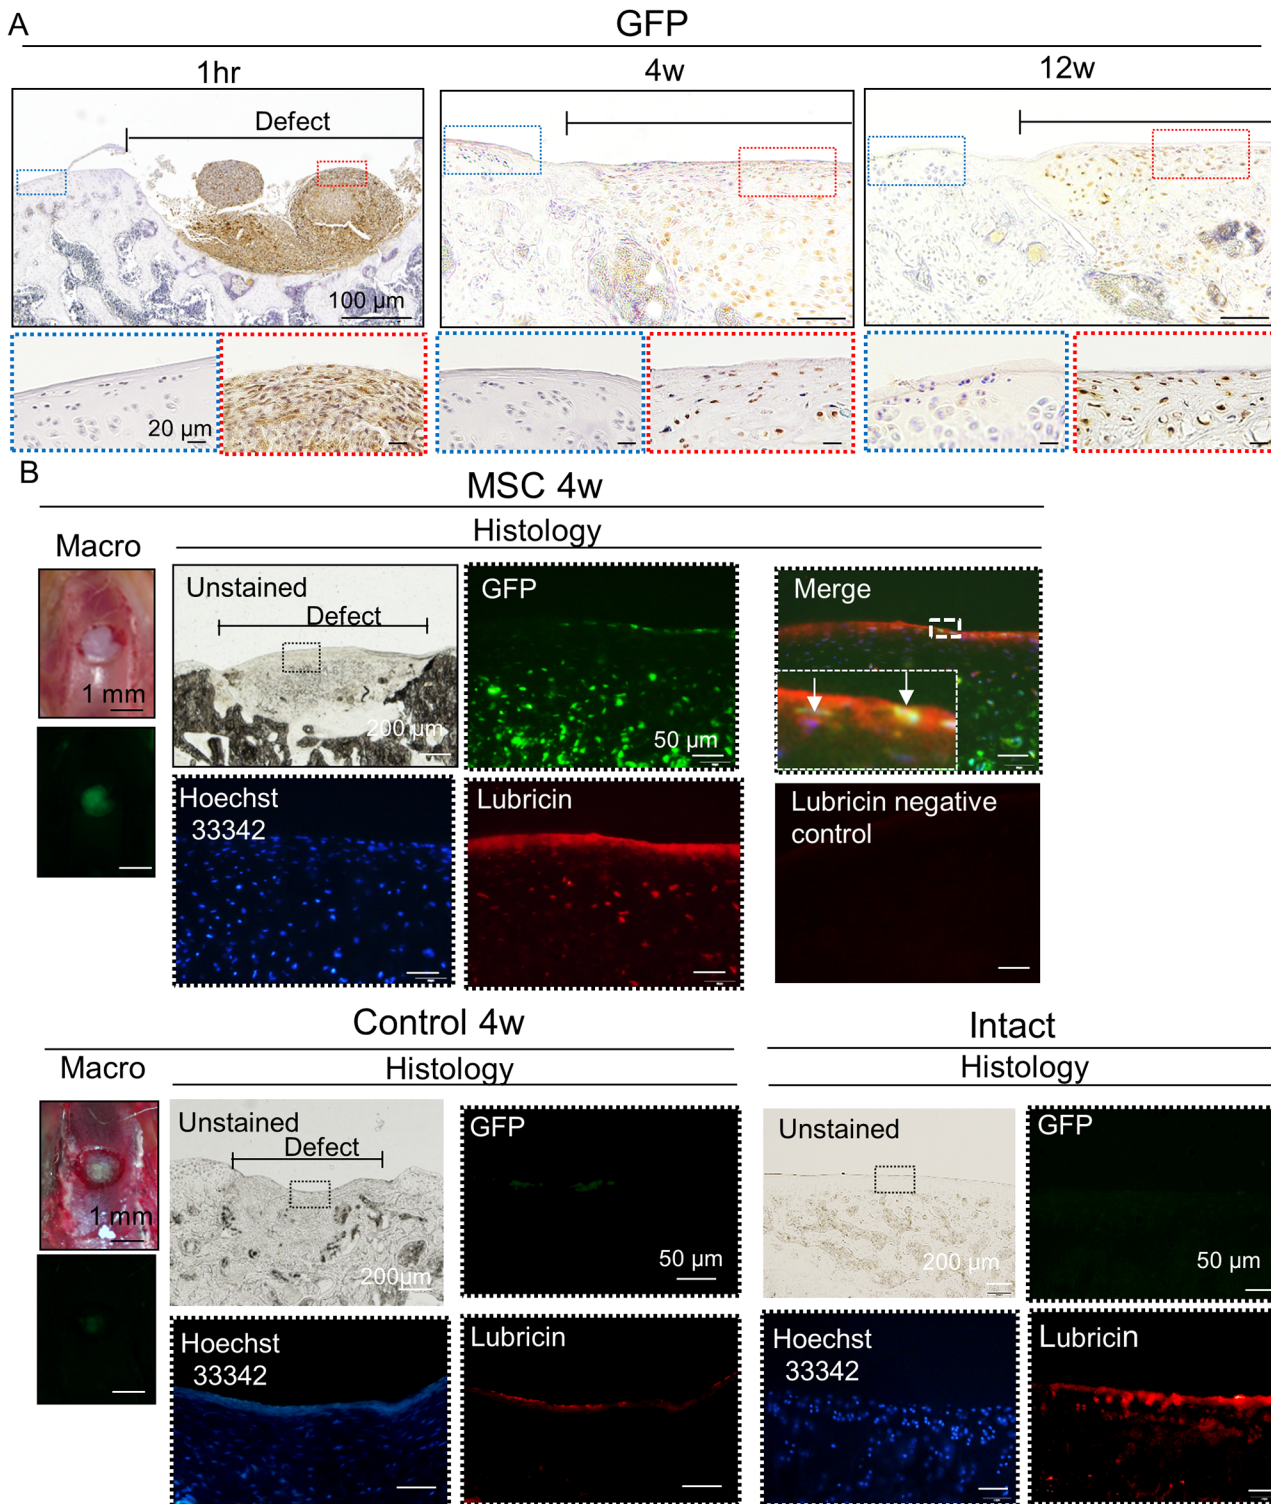 A
GFP
1hr
4w
12w
Defect
100 µm
20 µm
B
MSC 4w
Histology
Macro
1 mm
Unstained
Defect
200 µm
GFP
50 µm
Merge
Hoechst
33342
Lubricin
Lubricin negative
control
Control 4w
Histology
Macro
1 mm
Unstained
Defect
200µm
GFP
50 µm
Hoechst
33342
Lubricin
Intact
Histology
Unstained
200 µm
GFP
50 µm
Hoechst
33342
Lubricin